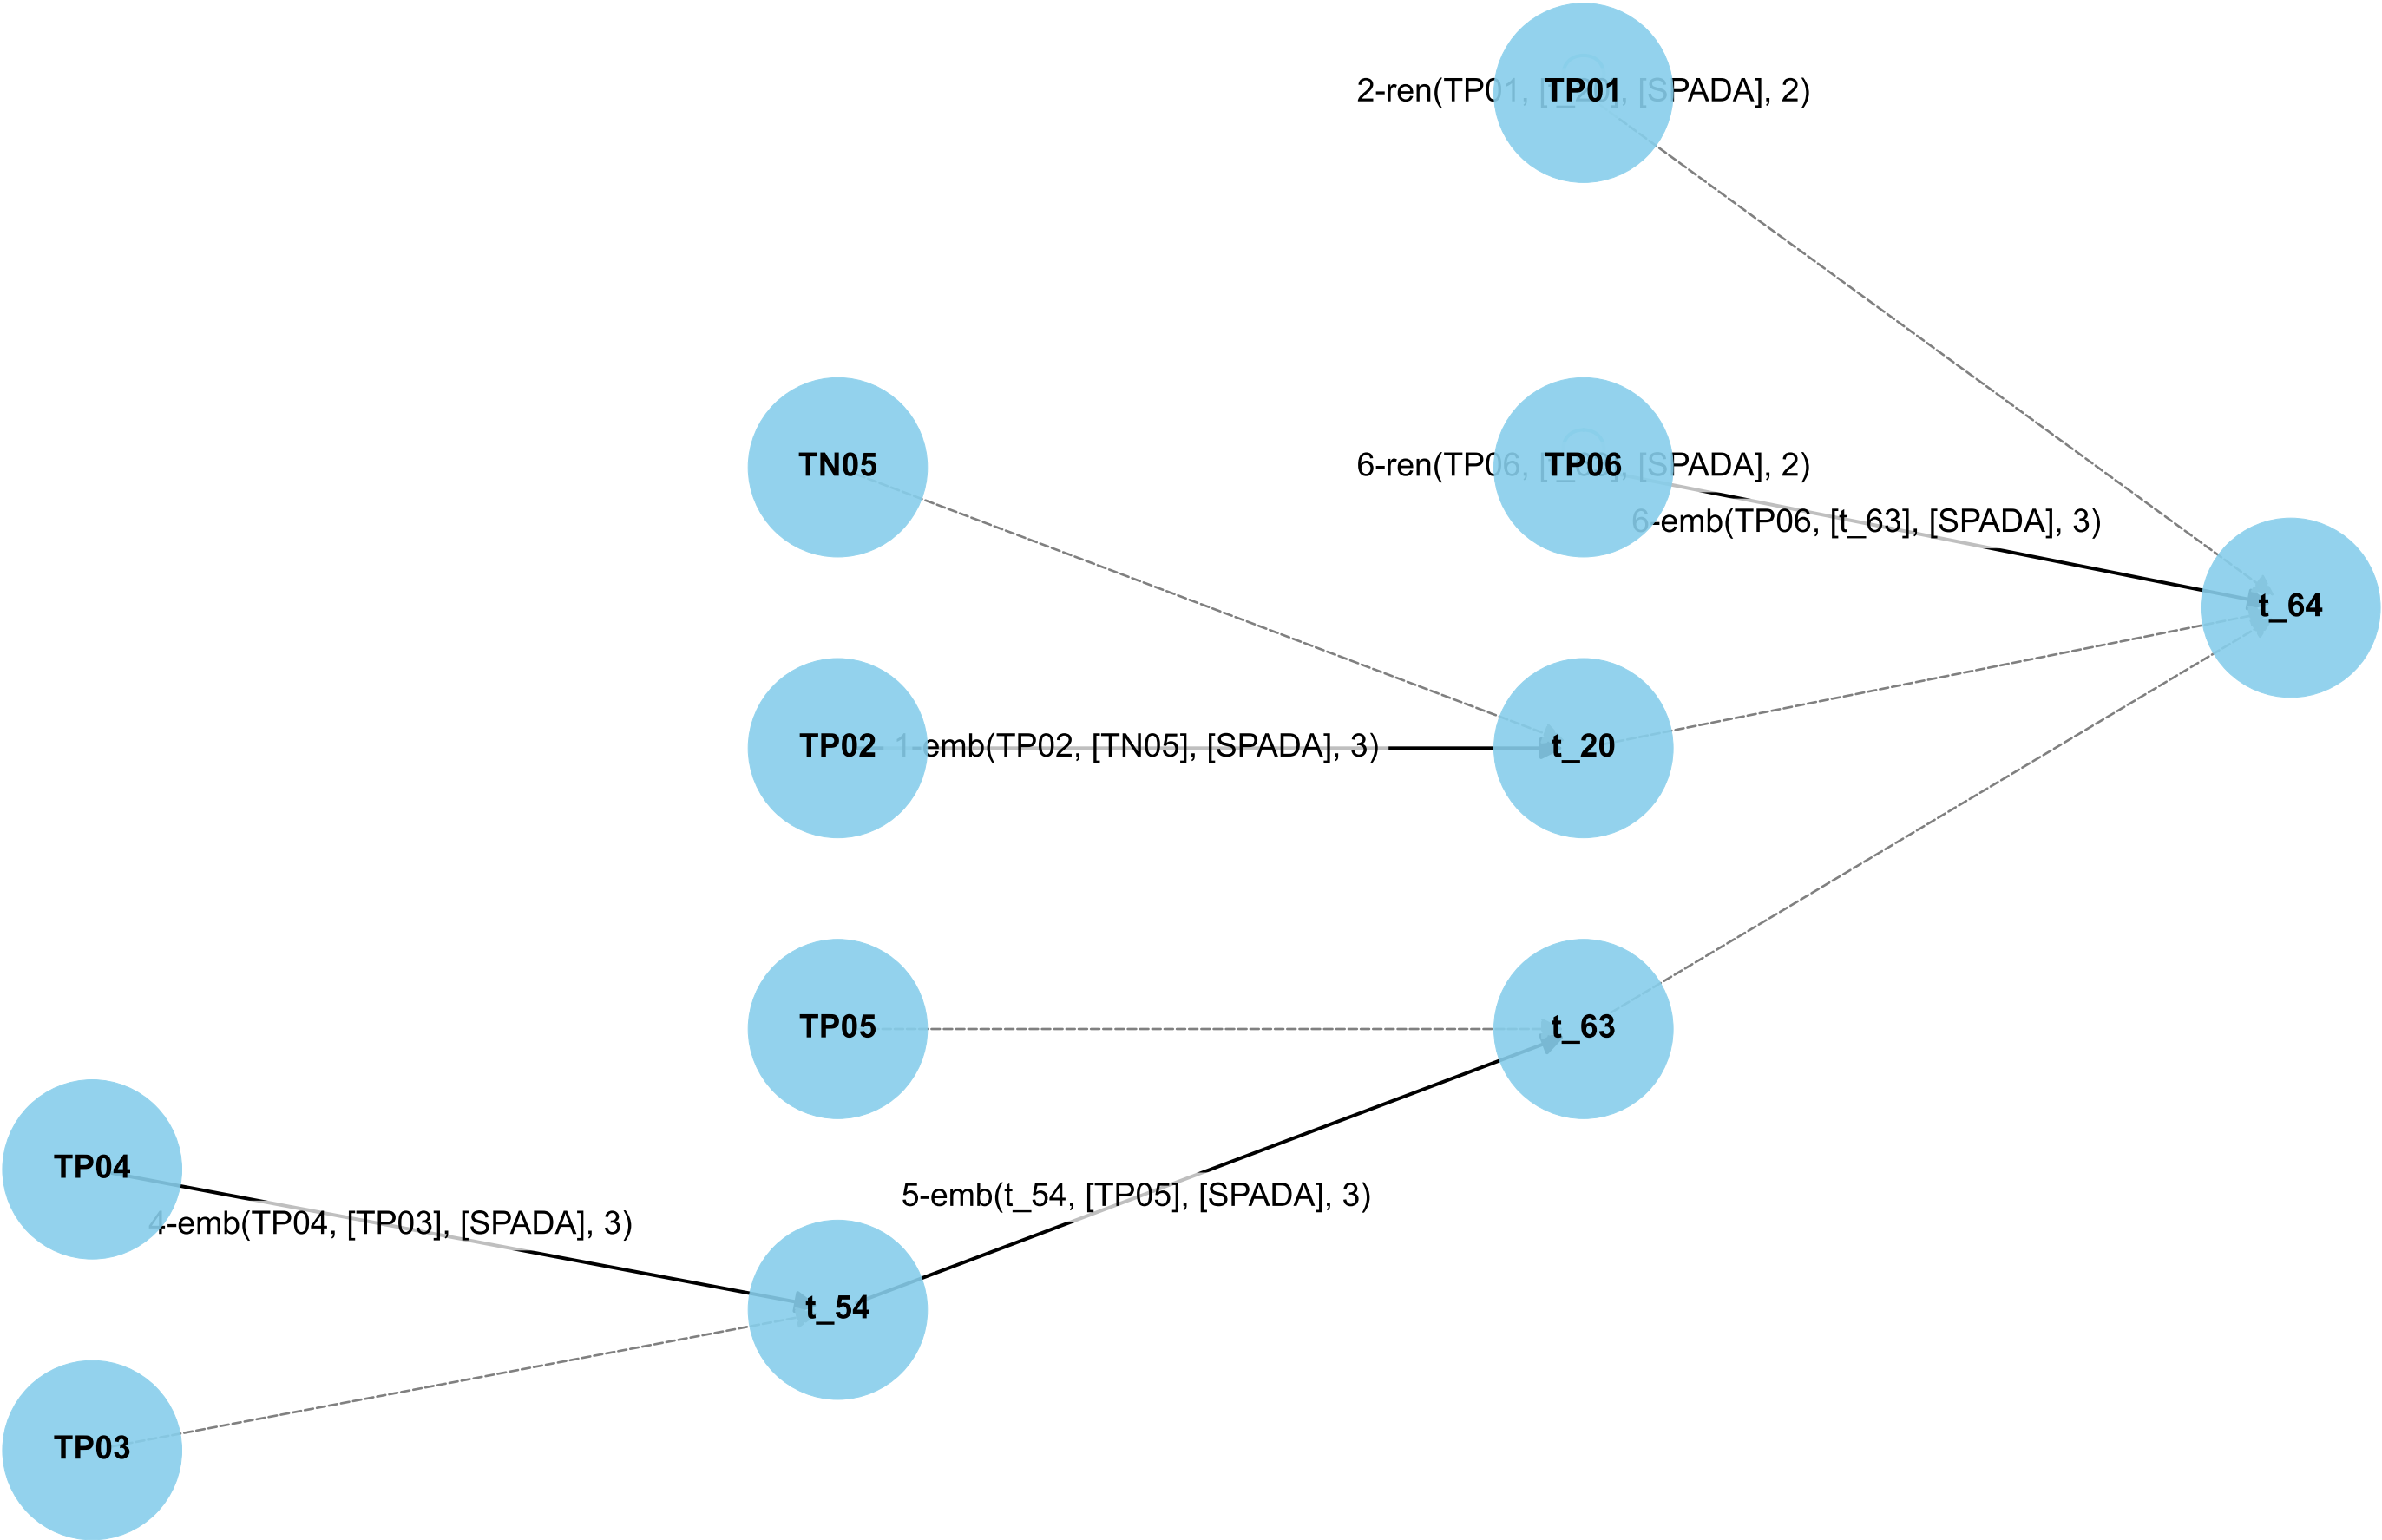 2-ren(TP01, [t_20], [SPADA], 2)
TP01
TN05
6-ren(TP06, [SPADA], 2)
TP06
6-emb(TP06, [t_63], [SPADA], 3)
t_64
TP02
1-emb(TP02, [TN05], [SPADA], 3)
t_20
TP05
t_63
TP04
4-emb(TP04, [TP03], [SPADA], 3)
5-emb(t_54, [TP05], [SPADA], 3)
t_54
TP03